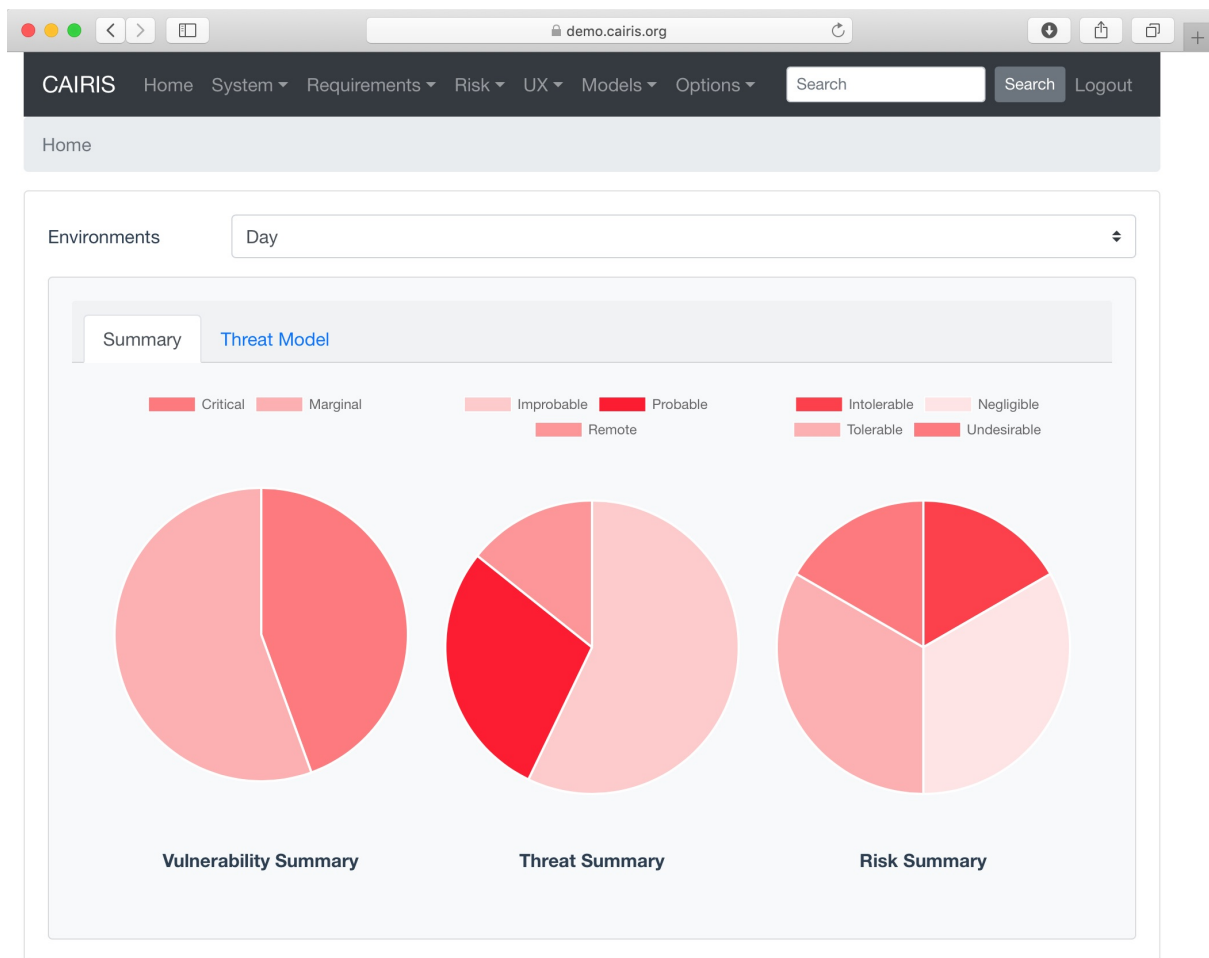 demo.cairis.org
CAIRIS Home System Requirements Risk UX Models Options Search Search Logout
Home
Environments Day
Summary Threat Model
Critical Marginal
Improbable Probable
Remote
Intolerable Negligible
Tolerable Undesirable
Vulnerability Summary
Threat Summary
Risk Summary